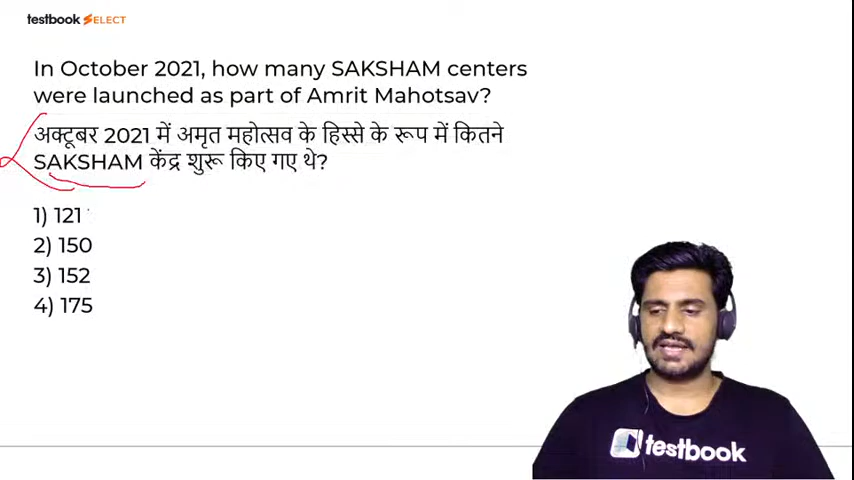 testbook SELECT
In October 2021, how many SAKSHAM centers
were launched as part of Amrit Mahotsav?
अक्टूबर 2021 में अमृत महोत्सव के हिस्से के रूप में कितने
SAKSHAM केंद्र शुरू किए गए थे?
1) 121
2) 150
3) 152
4) 175
testbook